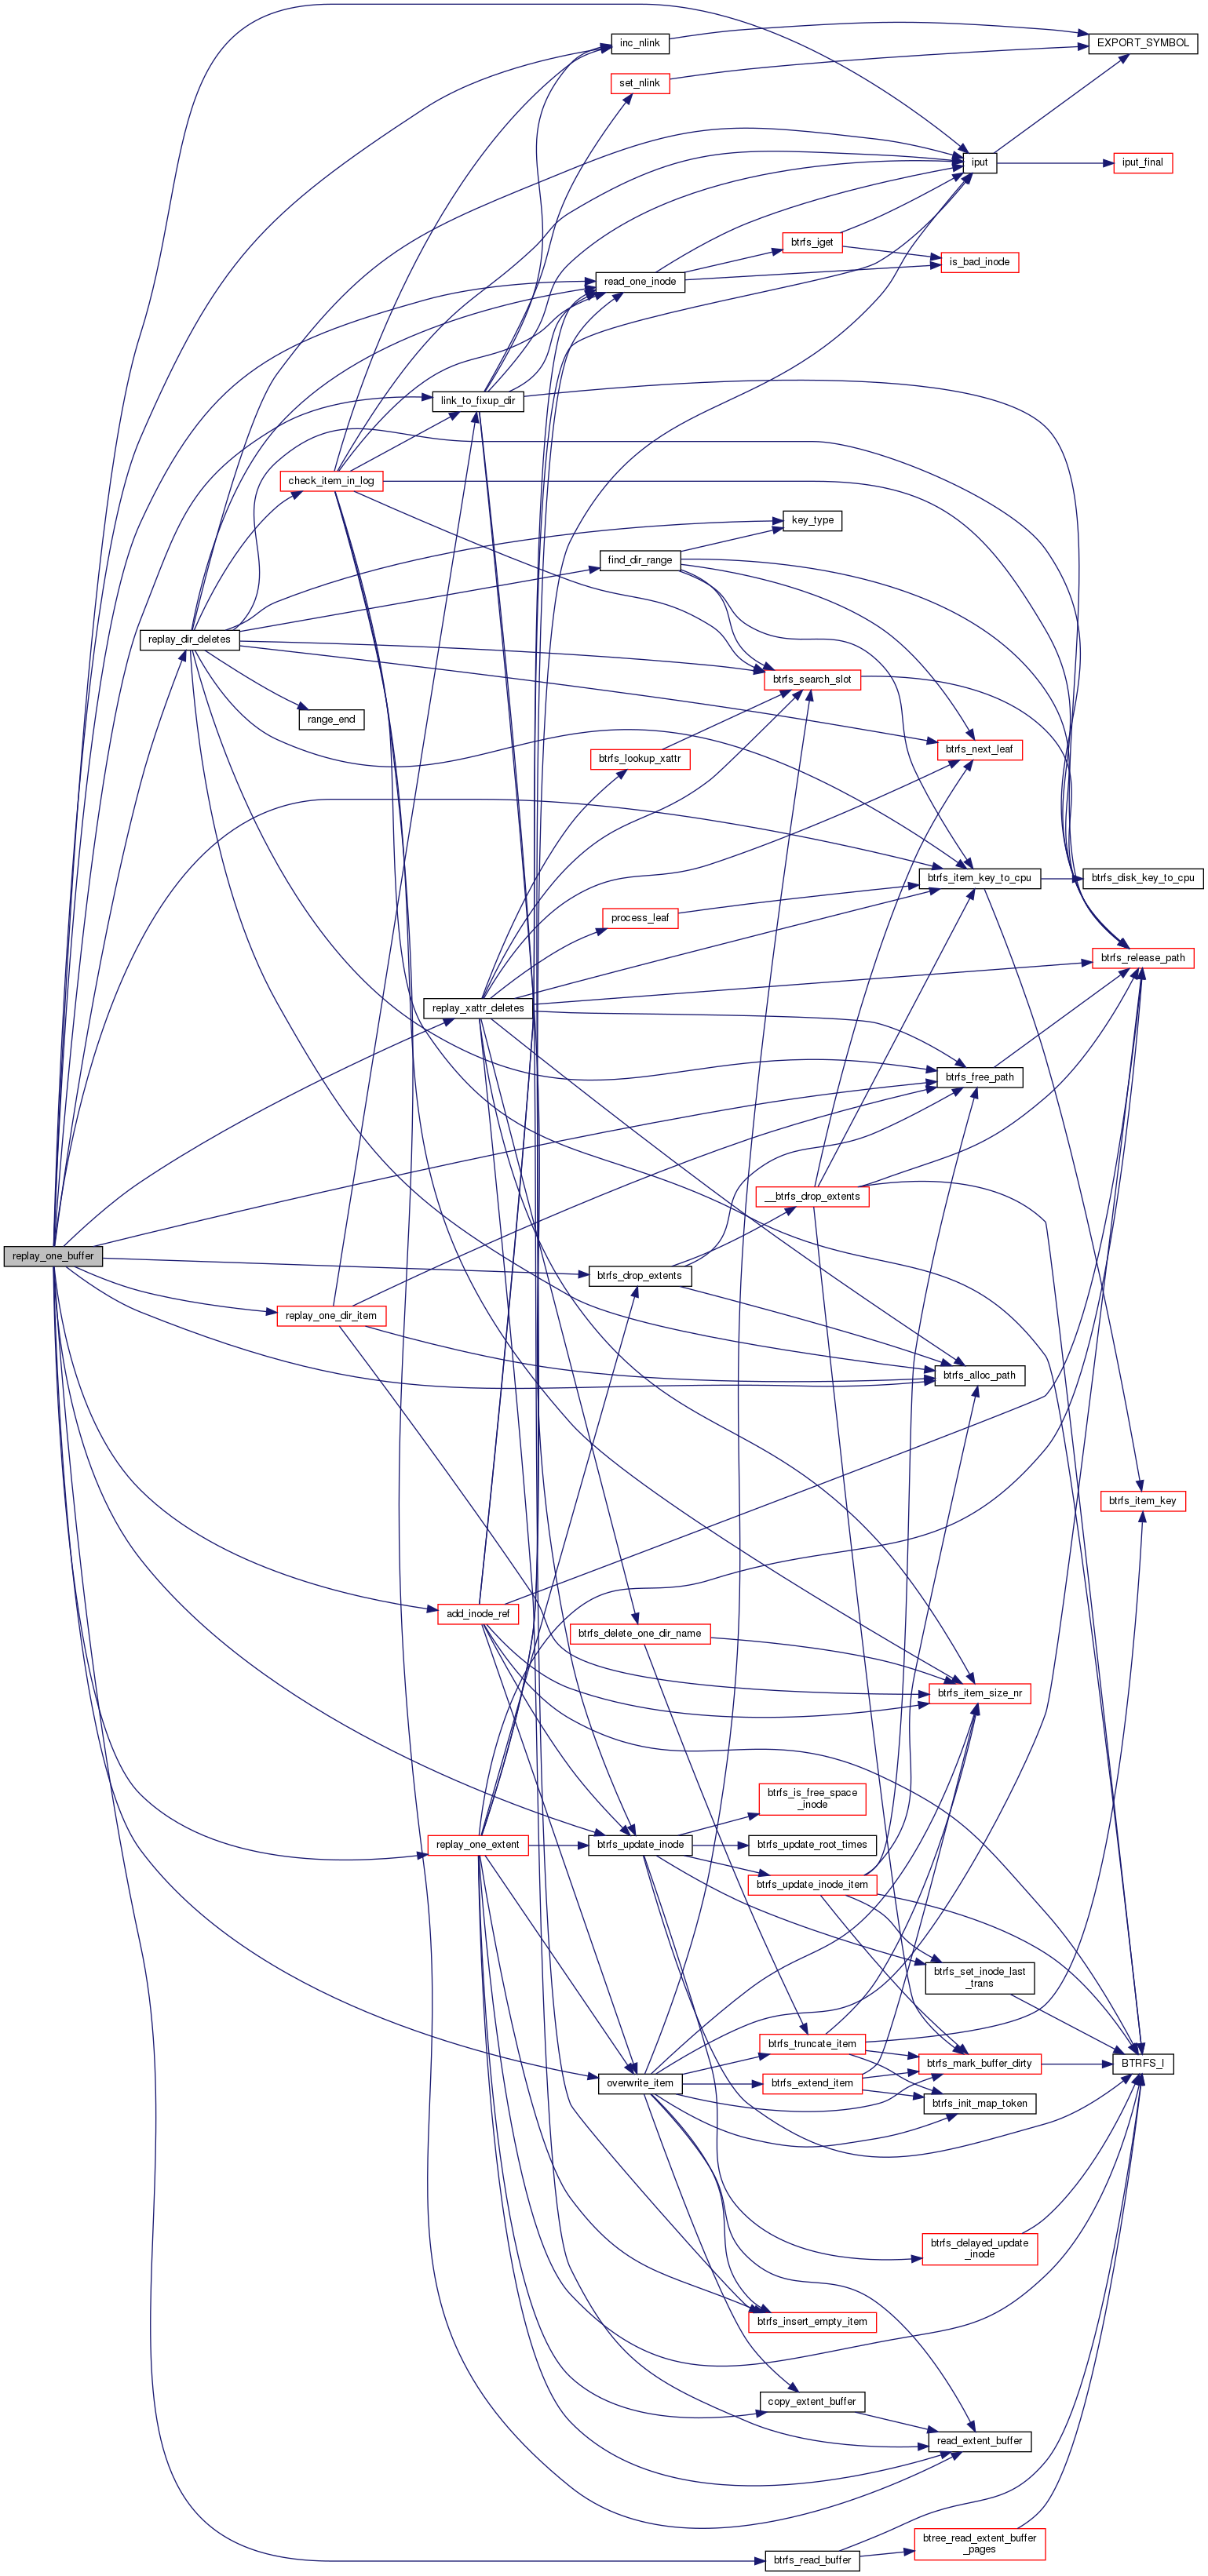 inc_nlink
EXPORT_SYMBOL
set_nlink
iput
iput_final
btrfs_iget
is_bad_inode
read_one_inode
link_to_fixup_dir
check_item_in_log
key_type
find_dir_range
replay_dir_deletes
btrfs_search_slot
range_end
btrfs_next_leaf
btrfs_lookup_xattr
btrfs_item_key_to_cpu
btrfs_disk_key_to_cpu
process_leaf
btrfs_release_path
replay_xattr_deletes
btrfs_free_path
__btrfs_drop_extents
replay_one_buffer
btrfs_drop_extents
replay_one_dir_item
btrfs_alloc_path
btrfs_item_key
add_inode_ref
btrfs_delete_one_dir_name
btrfs_item_size_nr
btrfs_is_free_space
_inode
replay_one_extent
btrfs_update_inode
btrfs_update_root_times
btrfs_update_inode_item
btrfs_set_inode_last
_trans
btrfs_truncate_item
btrfs_mark_buffer_dirty
BTRFS_I
overwrite_item
btrfs_extend_item
btrfs_init_map_token
btrfs_delayed_update
_inode
btrfs_insert_empty_item
copy_extent_buffer
read_extent_buffer
btree_read_extent_buffer
_pages
btrfs_read_buffer